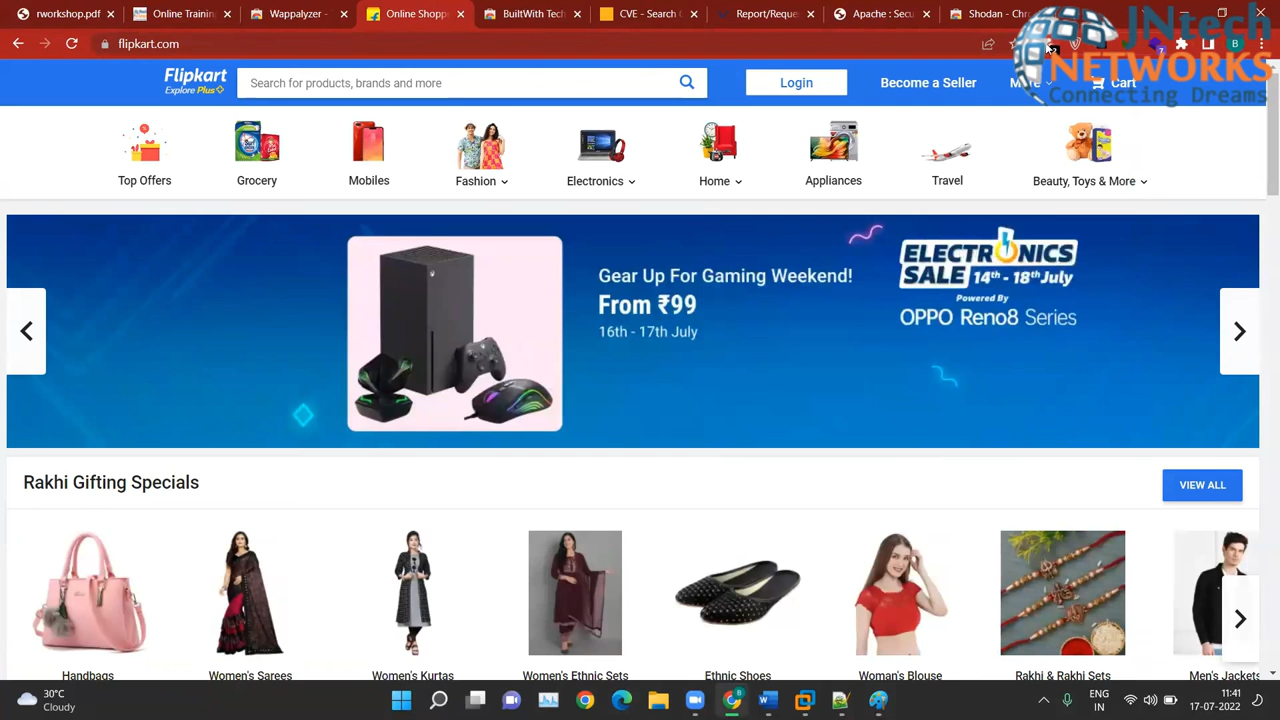 rworkshop.pdf
Online Training
Wappalyzer -
Online Shopp
BuiltWith Tec
CVE - Search
Report/Reque
Apache : Secu
Shodan - Chr
JNtech
NETWORKS
Connecting Dreams
flipkart.com
Flipkart
Explore Plus
Search for products, brands and more
Login
Become a Seller
More
Cart
Top Offers
Grocery
Mobiles
Fashion
Electronics
Home
Appliances
Travel
Beauty, Toys & More
Gear Up For Gaming Weekend!
From ₹99
16th - 17th July
ELECTRONICS
SALE 14th - 18th July
Powered By
OPPO Reno8 Series
Rakhi Gifting Specials
VIEW ALL
Handbags
Women's Sarees
Women's Kurtas
Women's Ethnic Sets
Ethnic Shoes
Woman's Blouse
Rakhi & Rakhi Sets
Men's Jackets
30°C
Cloudy
ENG
IN
11:41
17-07-2022